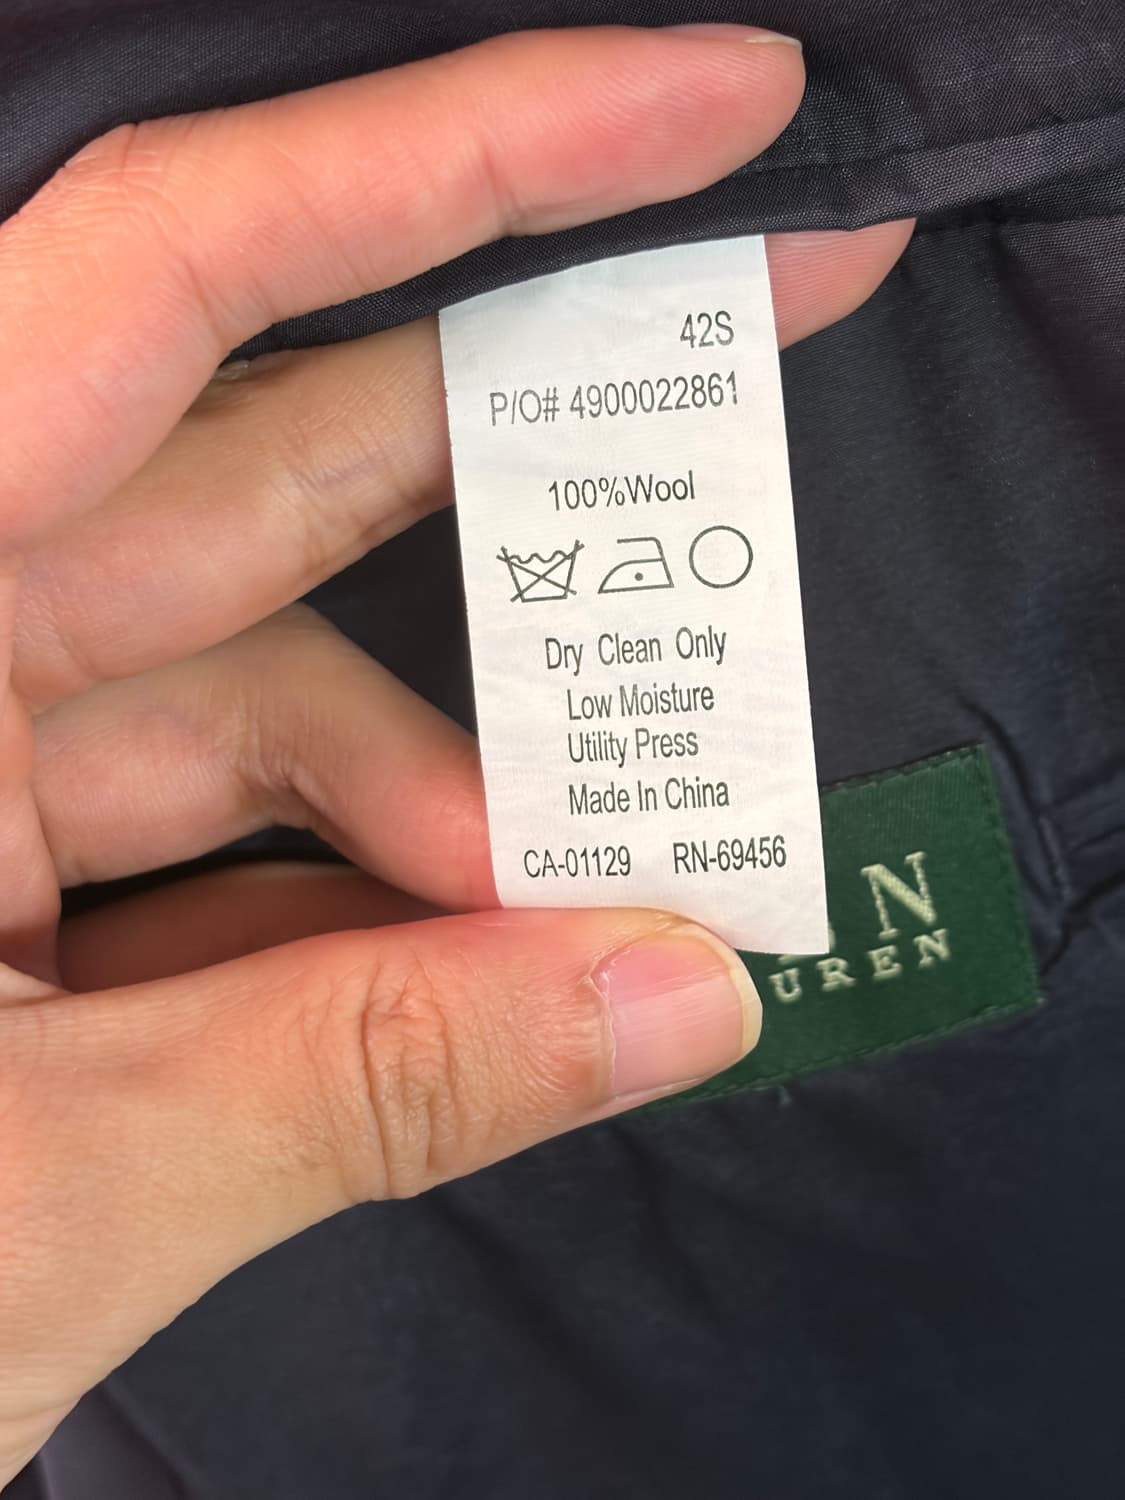 42S
P/O# 4900022861
100%Wool
Dry Clean Only
Low Moisture
Utility Press
Made In China
CA-01129 RN-69456
N
UREN